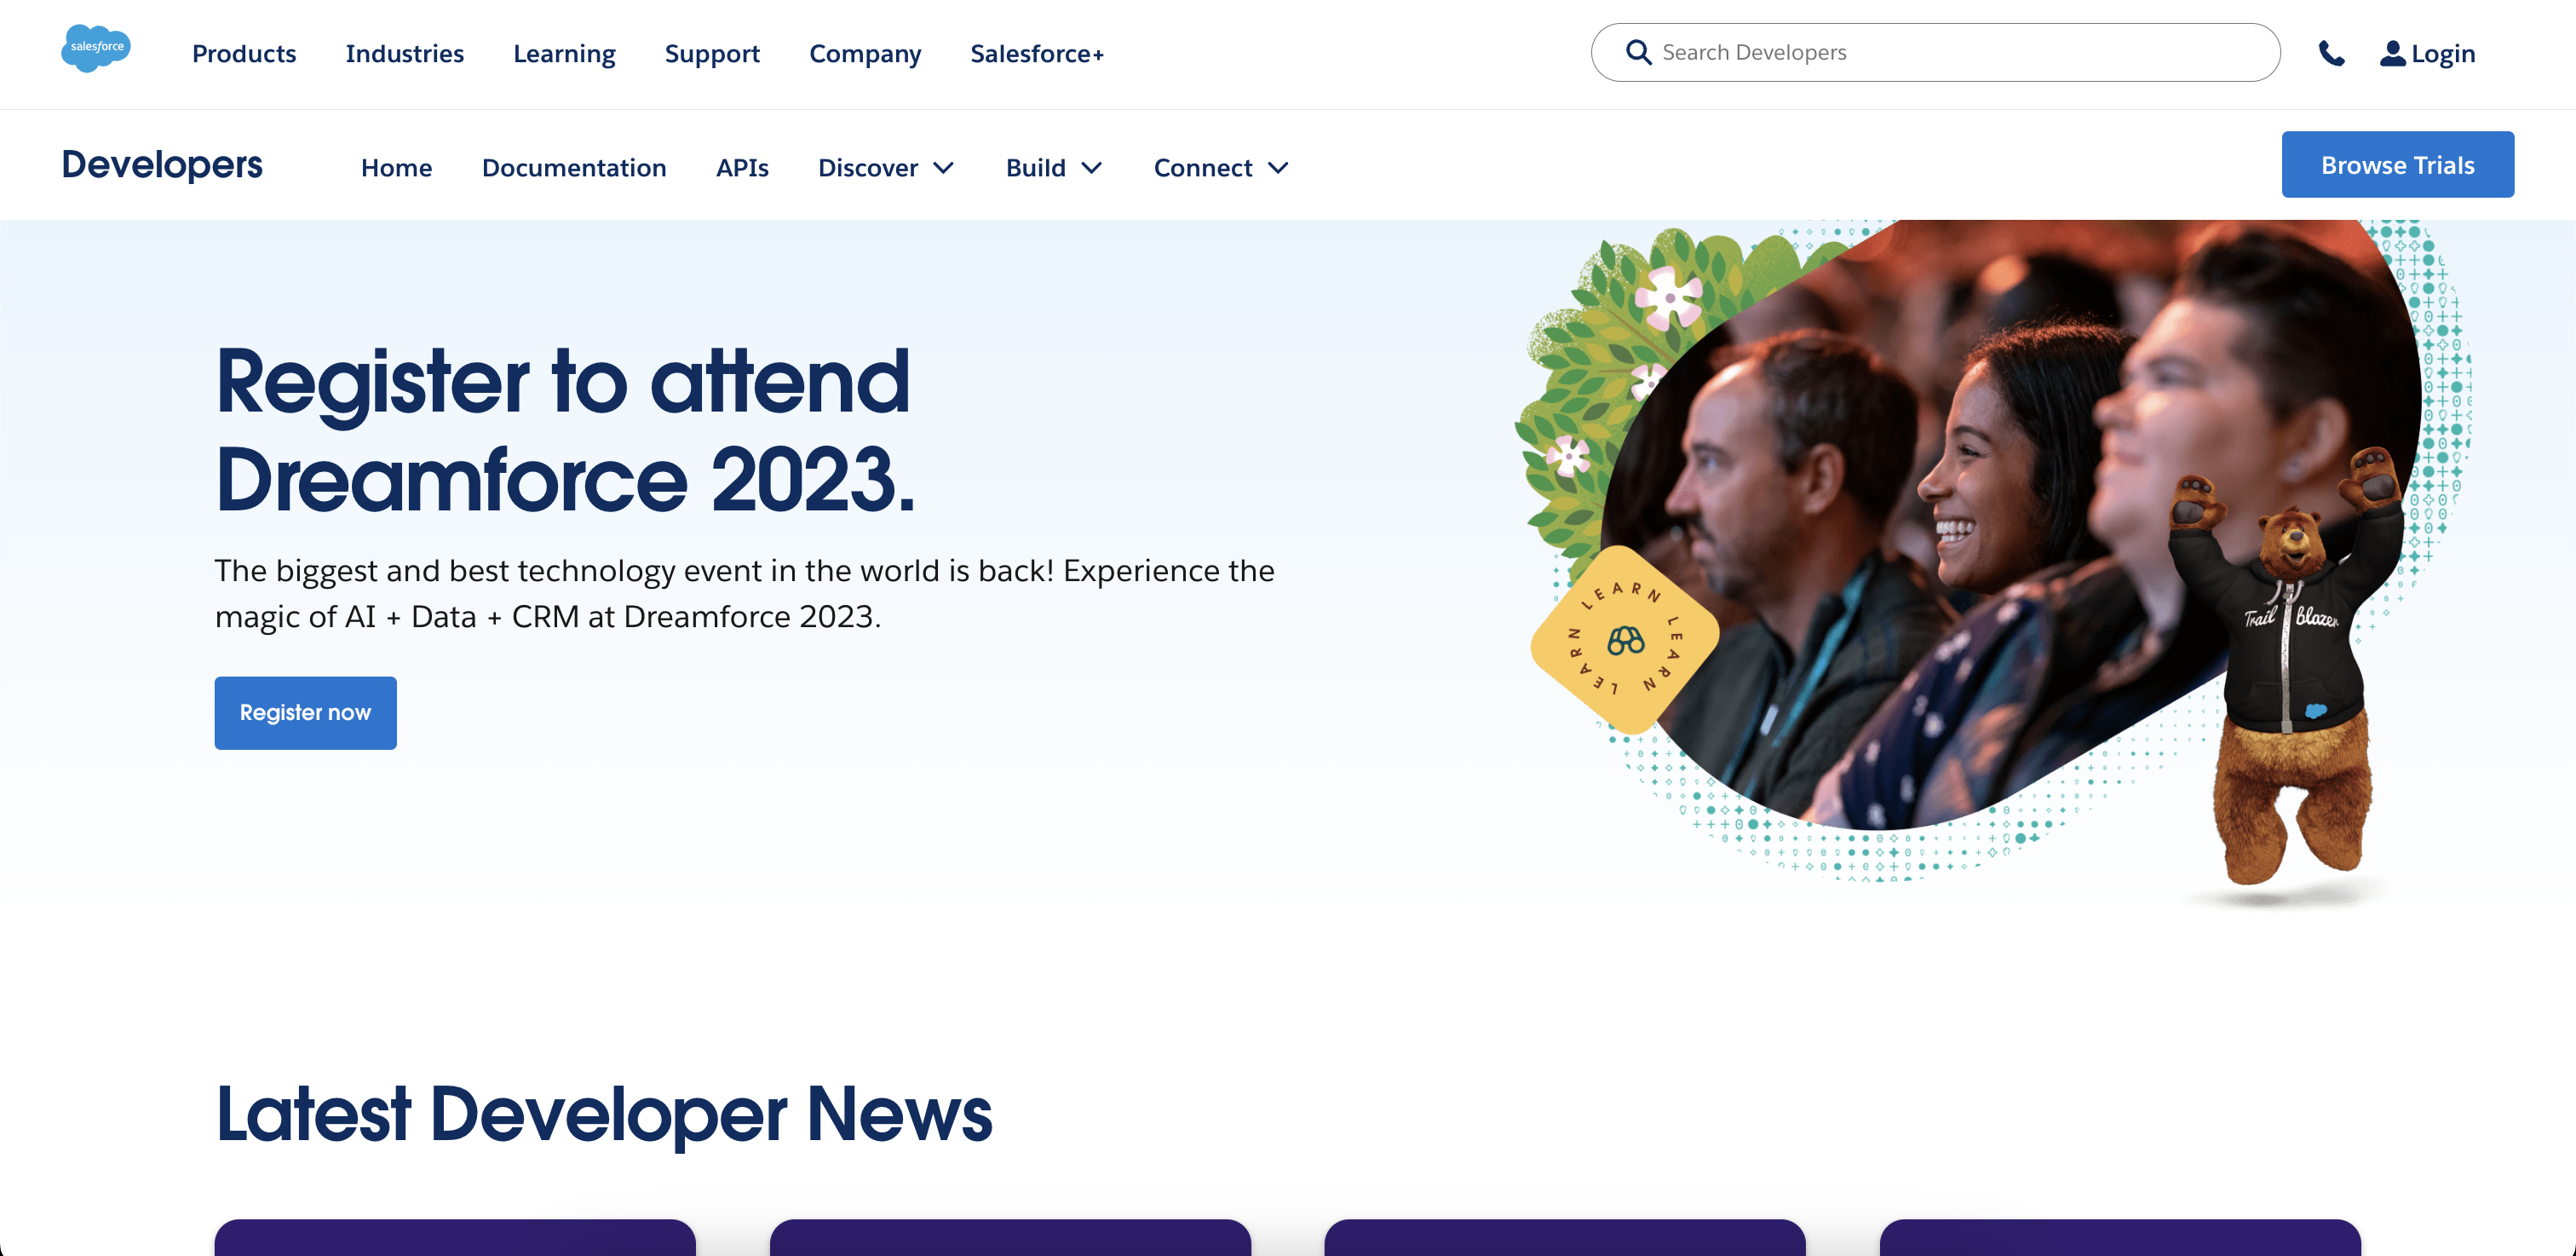 salesforce
Products Industries Learning Support Company Salesforce+
Search Developers
Login
Developers
Home Documentation APIs Discover Build Connect
Browse Trials
Register to attend
Dreamforce 2023.
The biggest and best technology event in the world is back! Experience the
magic of AI + Data + CRM at Dreamforce 2023.
Register now
LEARN LEARN LEARN
Trail blazer
Latest Developer News